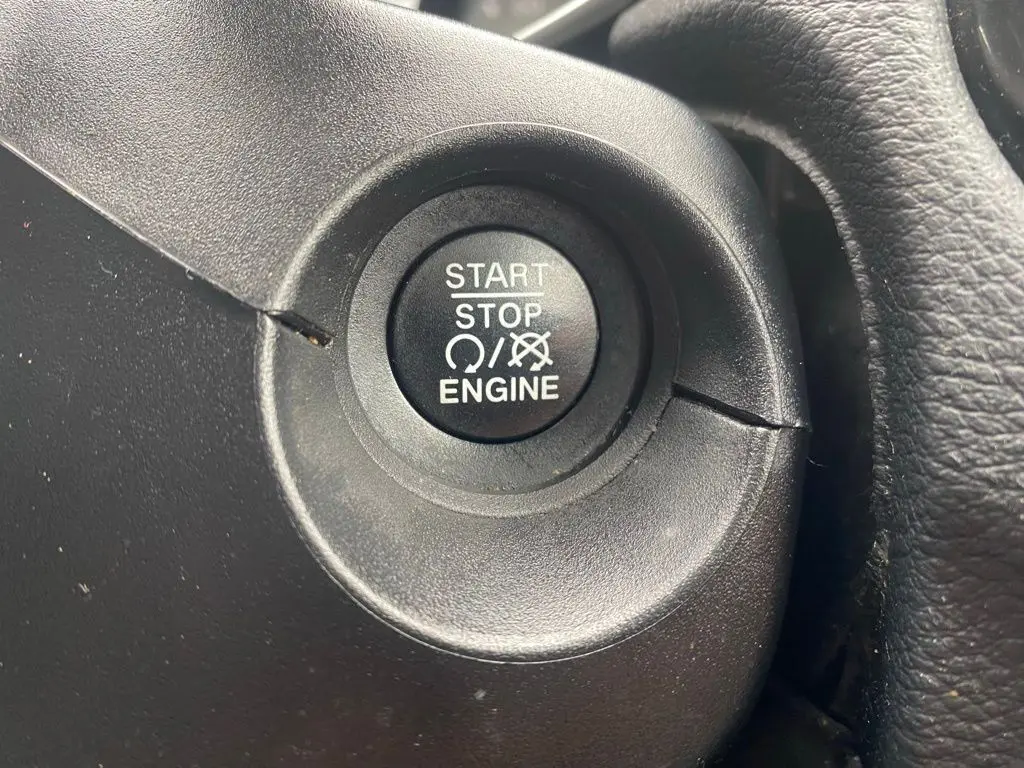 START
STOP
/
ENGINE